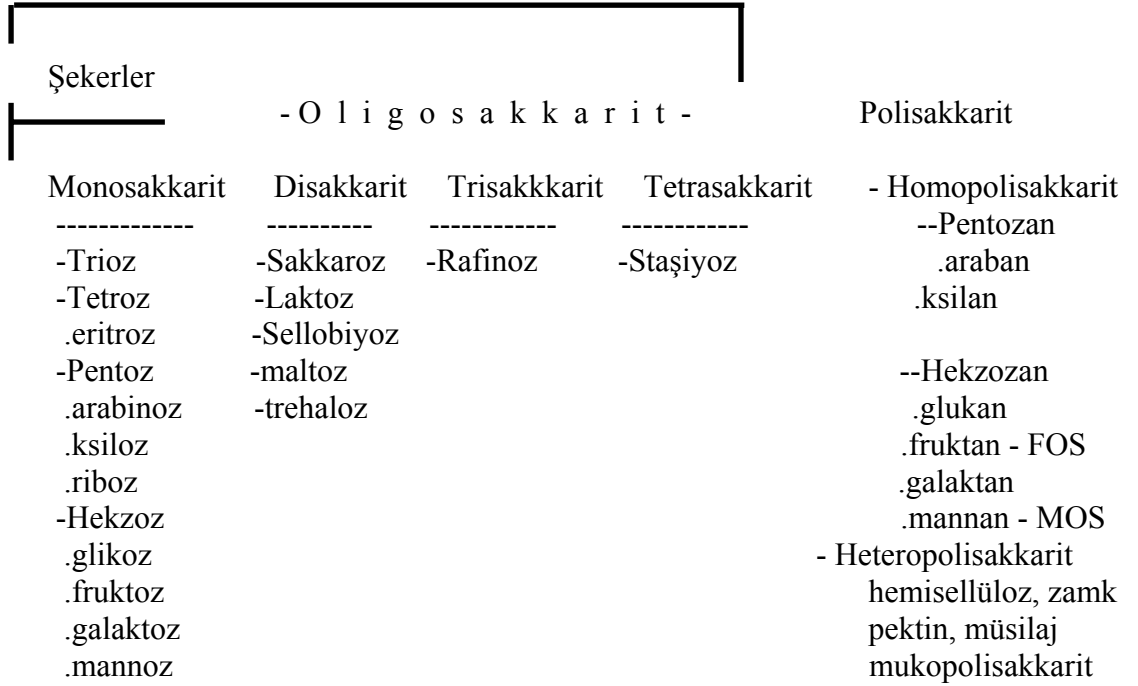 Şekerler
-O l i g o s a k k a r i t - Polisakkarit
Monosakkarit Disakkarit Trisakkkarit Tetrasakkarit - Homopolisakkarit
------------- ---------- ------------ ------------ --Pentozan
-Trioz -Sakkaroz -Rafinoz -Staşiyoz .araban
-Tetroz -Laktoz .ksilan
.eritroz -Sellobiyoz
-Pentoz -maltoz --Hekzozan
.arabinoz -trehaloz .glukan
.ksiloz .fruktan - FOS
.riboz .galaktan
-Hekzoz .mannan - MOS
.glikoz - Heteropolisakkarit
.fruktoz hemisellüloz, zamk
.galaktoz pektin, müsilaj
.mannoz mukopolisakkarit